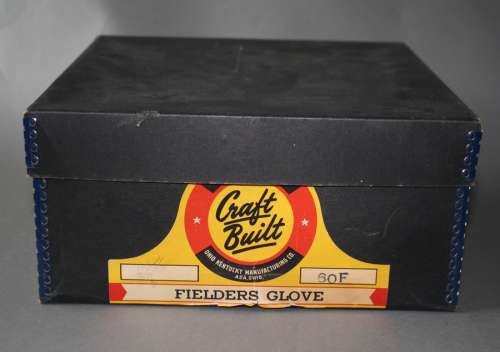 Craft
Built
OHIO KENTUCKY MANUFACTURING CO.
ADA, OHIO.
60F
FIELDERS GLOVE